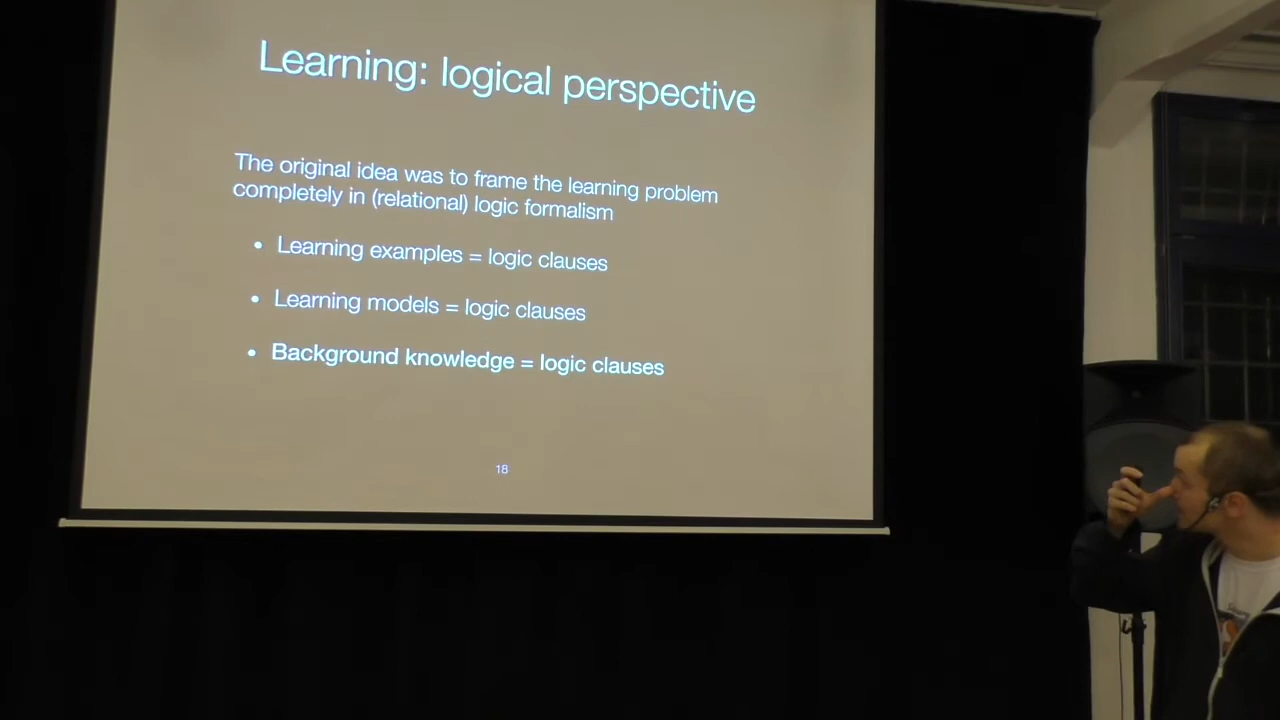 Learning: logical perspective
The original idea was to frame the learning problem
completely in (relational) logic formalism
• Learning examples = logic clauses
• Learning models = logic clauses
• Background knowledge = logic clauses
18